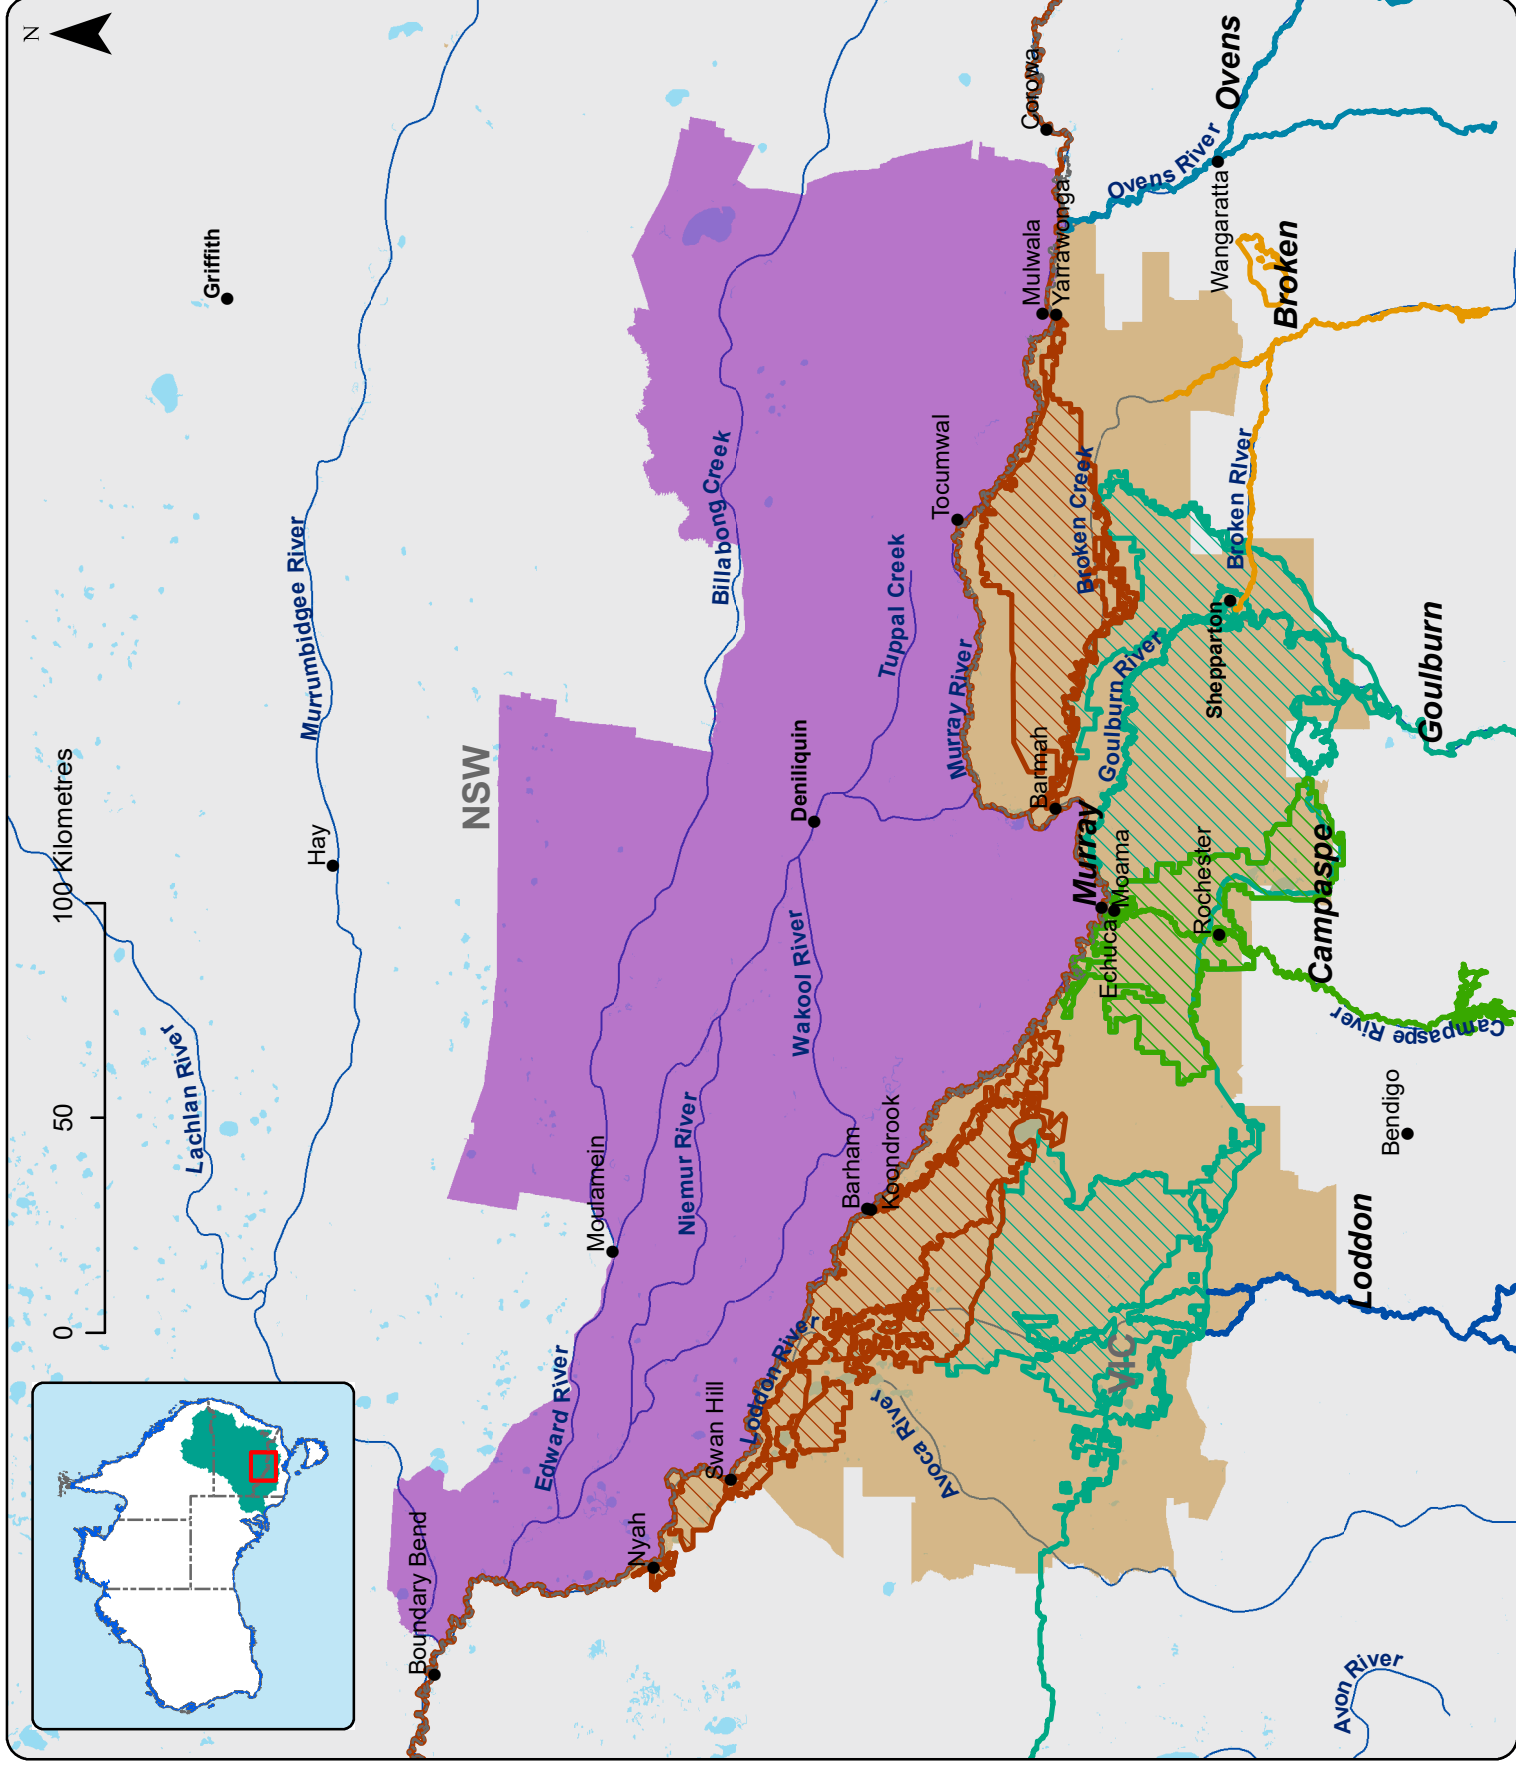 N
0
50
100 Kilometres
Lachlan River
Griffith
Hay
Murrumbidgee River
NSW
Boundary Bend
Edward River
Moulamein
Niemur River
Billabong Creek
Nyah
Swan Hill
Loddon River
Barham
Koondrook
Wakool River
Deniliquin
Tuppal Creek
Murray River
Tocumwal
Mulwala
Yarrawonga
Corowa
Avoca River
Barmah
Murray
Moama
Echuca
Goulburn River
Broken Creek
Ovens River
Ovens
VIC
Rochester
Shepparton
Broken RIver
Wangaratta
Broken
Avon River
Loddon
Bendigo
Campaspe River
Campaspe
Goulburn